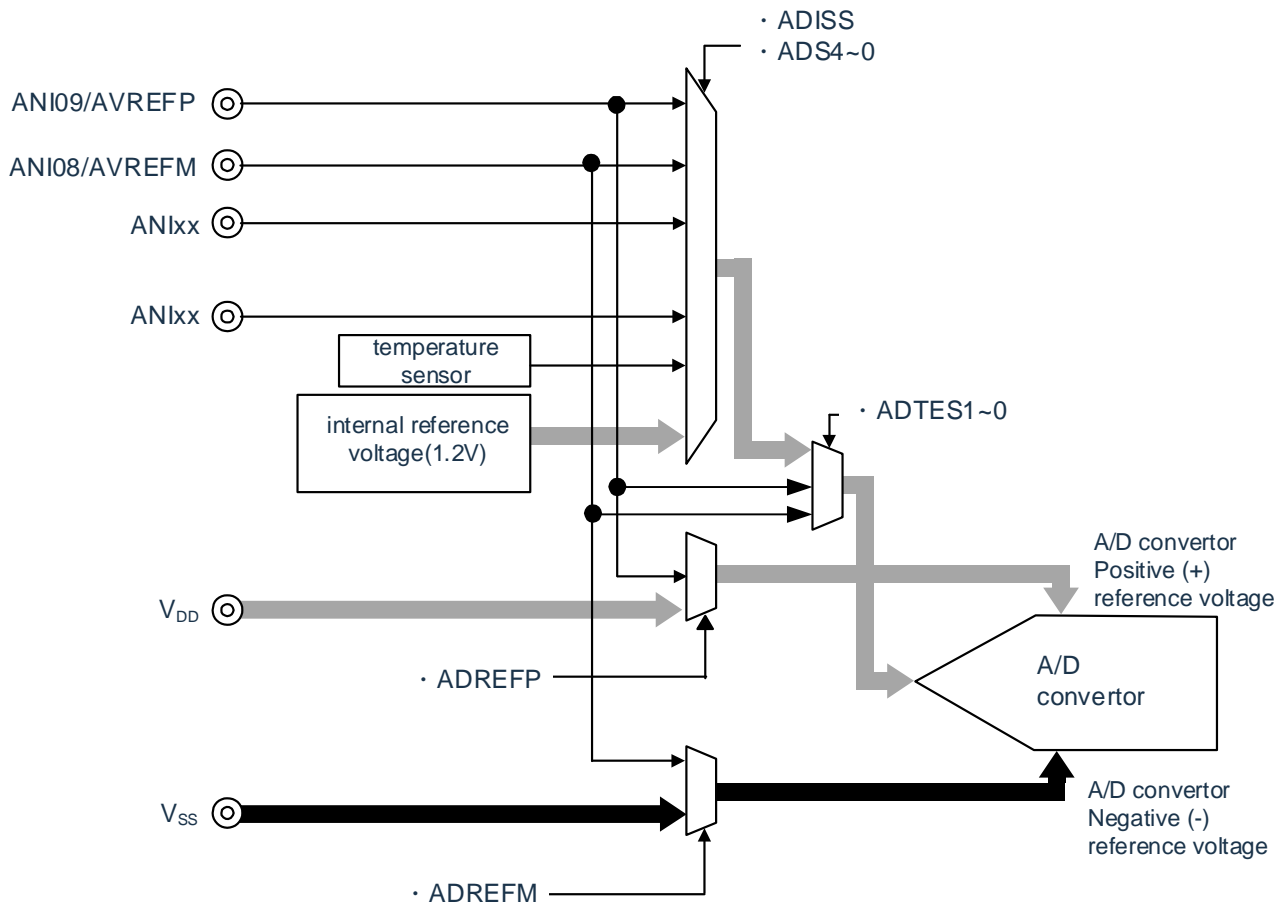 · ADISS
· ADS4~0
ANI09/AVREFP
ANI08/AVREFM
ANIxx
ANIxx
temperature
sensor
internal reference
voltage(1.2V)
· ADTES1~0
A/D convertor
Positive (+)
reference voltage
VDD
· ADREFP
A/D
convertor
VSS
A/D convertor
Negative (-)
reference voltage
· ADREFM